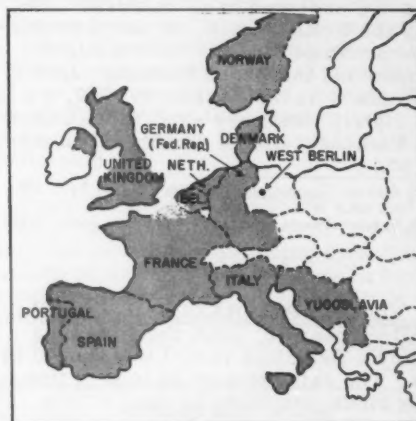 NORWAY
GERMANY
(Fed. Rep)
DENMARK
WEST BERLIN
NETH.
UNITED
KINGDOM
BEL.
FRANCE
ITALY
YUGOSLAVIA
PORTUGAL
SPAIN